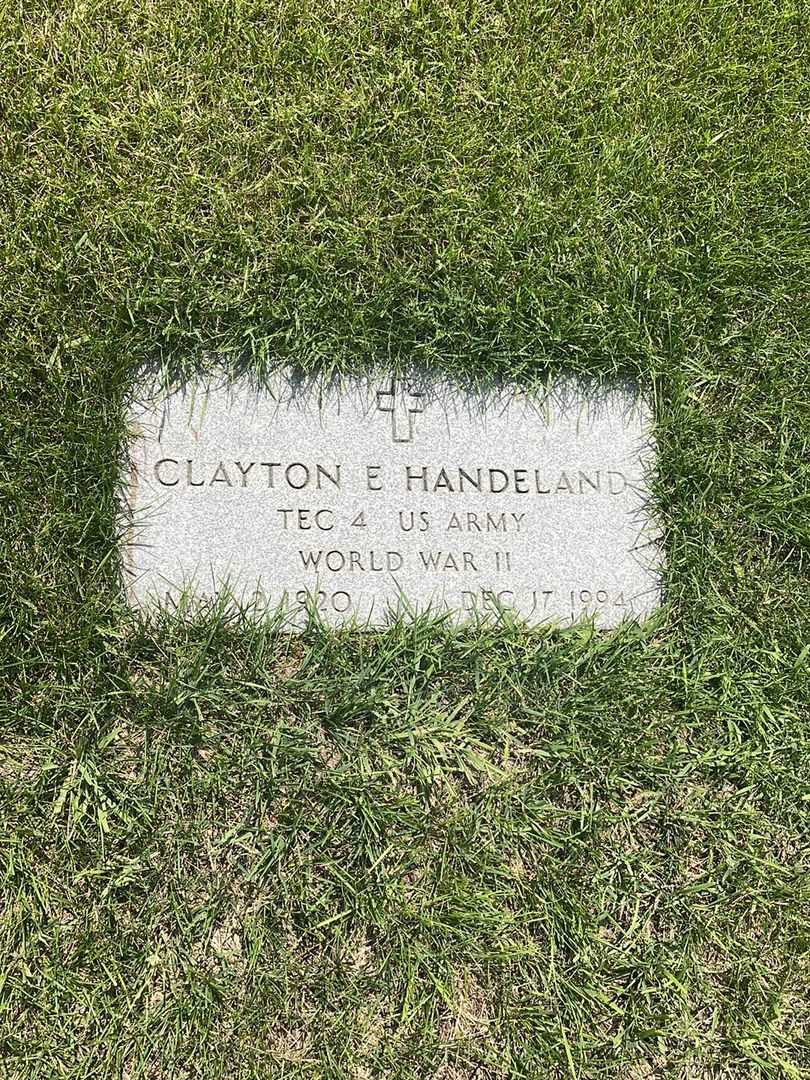 CLAYTON E HANDELAND
TEC 4 US ARMY
WORLD WAR II
1920 DEC 17 1994